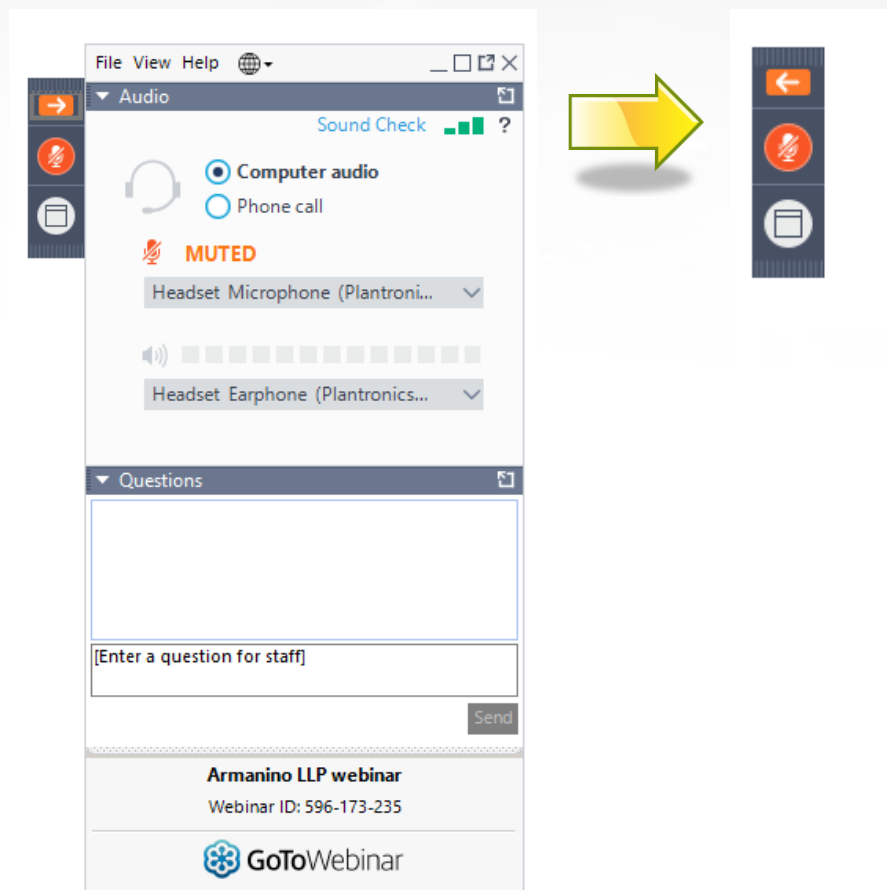 File View Help
Audio
Sound Check ?
Computer audio
Phone call
MUTED
Headset Microphone (Plantroni...
Headset Earphone (Plantronics...
Questions
[Enter a question for staff]
Send
Armanino LLP webinar
Webinar ID: 596-173-235
GoToWebinar